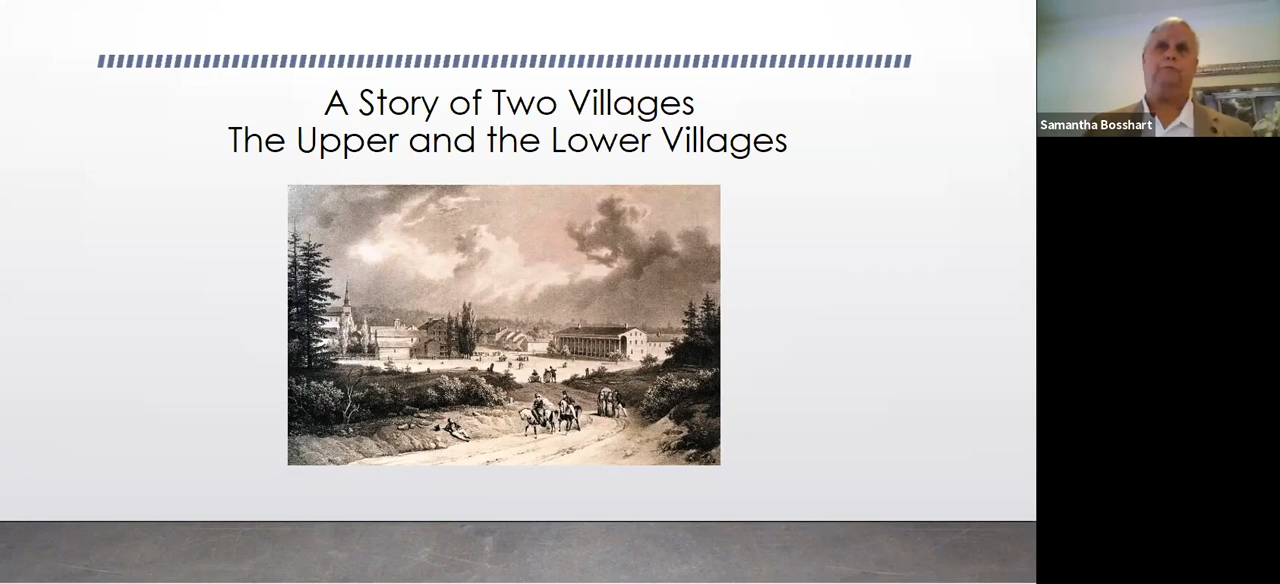 A Story of Two Villages
The Upper and the Lower Villages
Samantha Bosshart